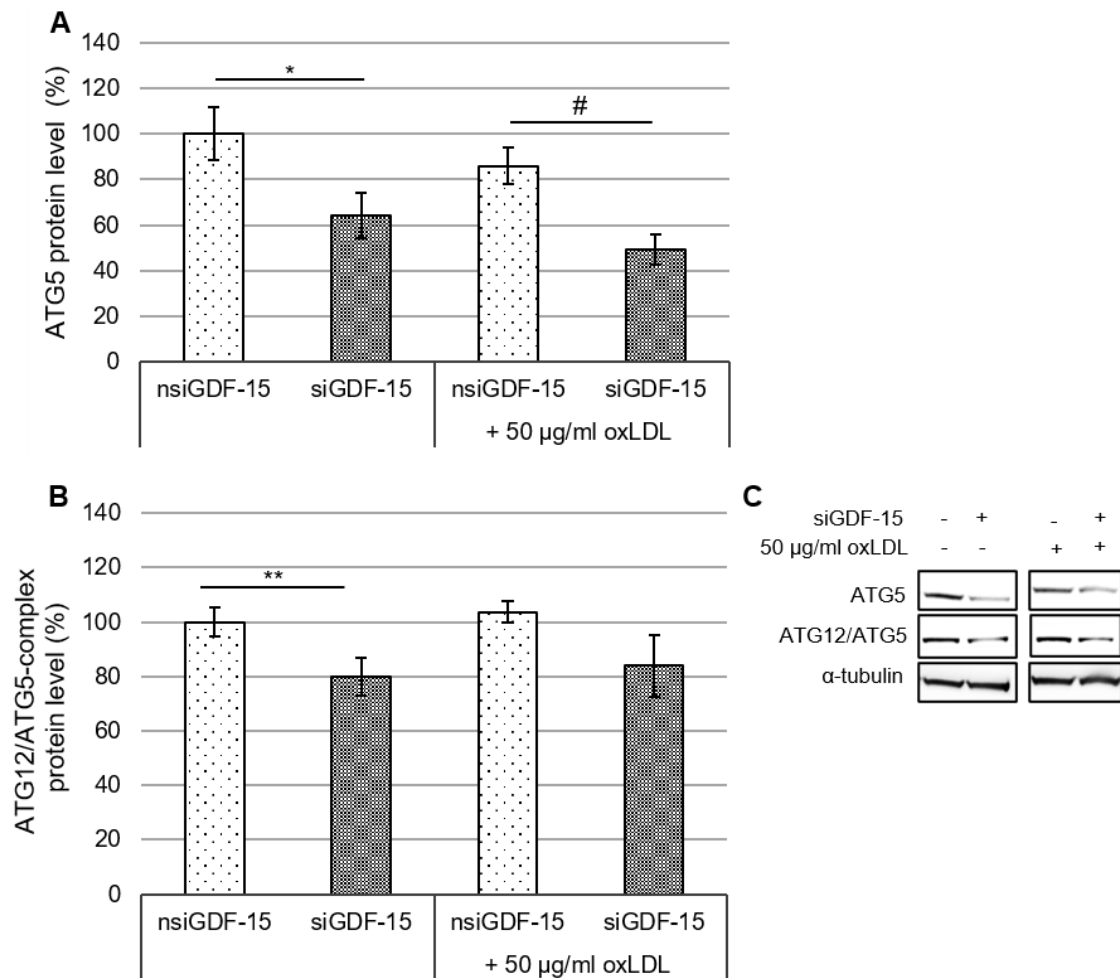 A
ATG5 protein level (%)
140
120
100
80
60
40
20
0
*
#
nsiGDF-15 siGDF-15 nsiGDF-15 siGDF-15
+ 50 µg/ml oxLDL
B
ATG12/ATG5-complex
protein level (%)
140
120
100
80
60
40
20
0
**
nsiGDF-15 siGDF-15 nsiGDF-15 siGDF-15
+ 50 µg/ml oxLDL
C
siGDF-15 - + - +
50 µg/ml oxLDL - - + +
ATG5
ATG12/ATG5
α-tubulin